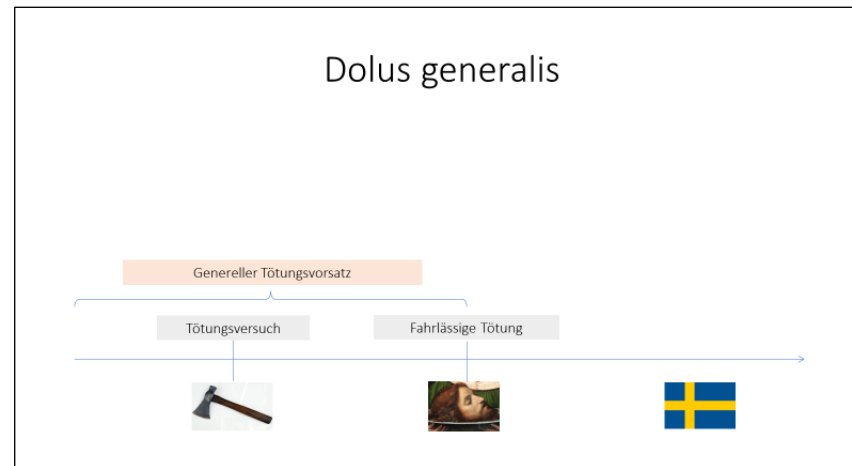 Dolus generalis
Genereller Tötungsvorsatz
Tötungsversuch
Fahrlässige Tötung